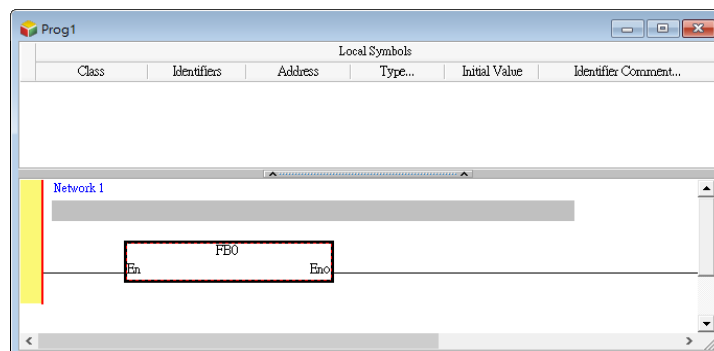 Prog1
Local Symbols
Class Identifiers Address Type... Initial Value Identifier Comment...
Network 1
FB0
En Eno